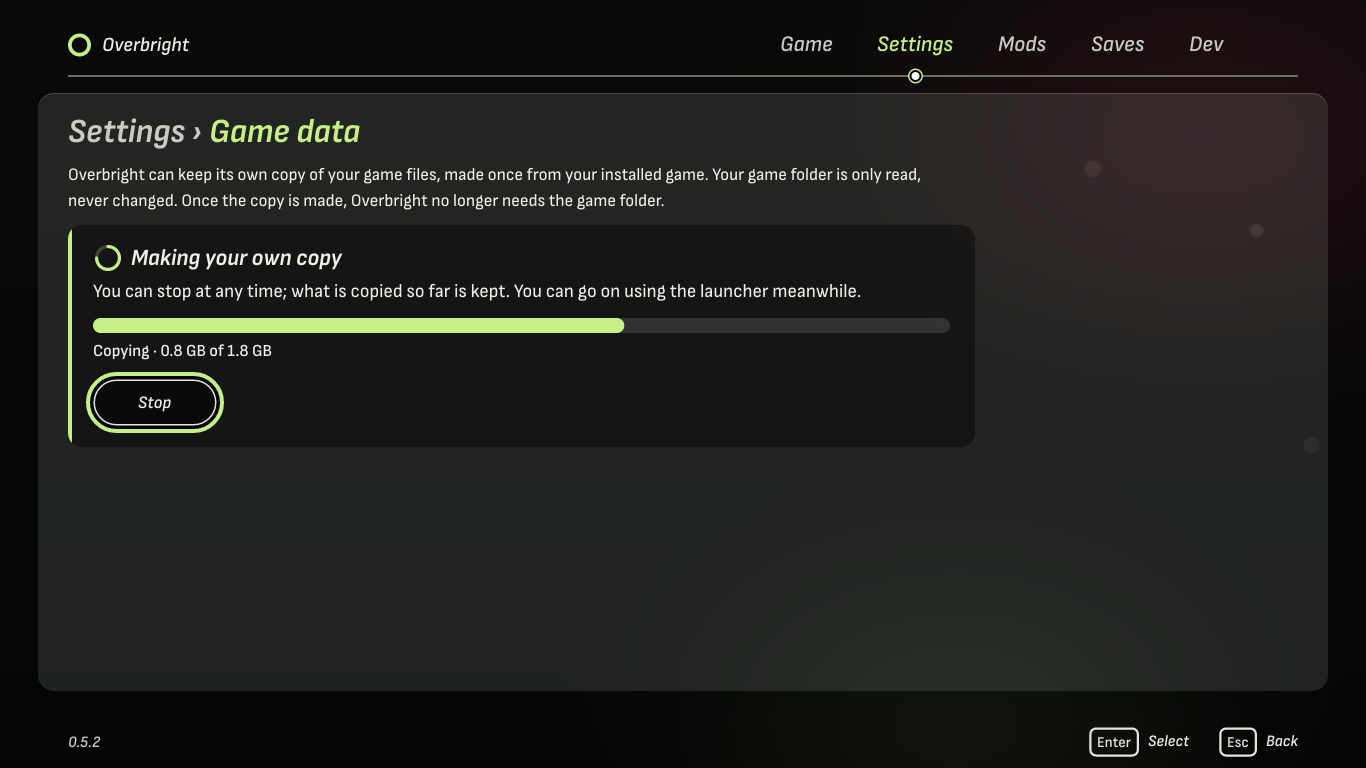 Overbright
Game Settings Mods Saves Dev
Settings › Game data
Overbright can keep its own copy of your game files, made once from your installed game. Your game folder is only read,
never changed. Once the copy is made, Overbright no longer needs the game folder.
Making your own copy
You can stop at any time; what is copied so far is kept. You can go on using the launcher meanwhile.
Copying · 0.8 GB of 1.8 GB
Stop
0.5.2
Enter Select Esc Back